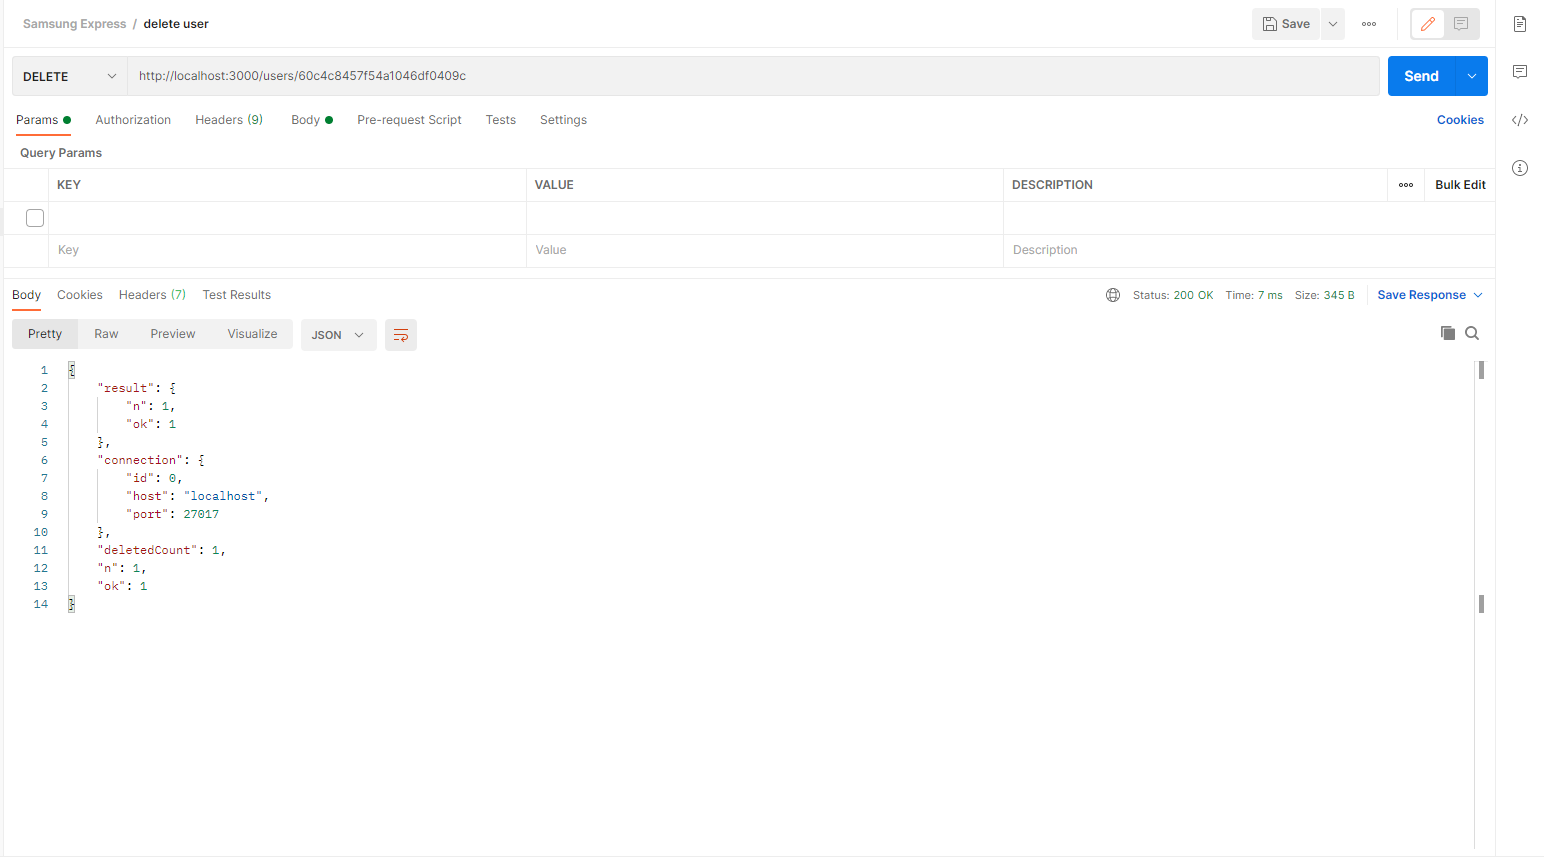 Samsung Express / delete user
Save
DELETE http://localhost:3000/users/60c4c8457f54a1046df0409c Send
Params Authorization Headers (9) Body Pre-request Script Tests Settings Cookies
Query Params
KEY VALUE DESCRIPTION Bulk Edit
Key Value Description
Body Cookies Headers (7) Test Results Status: 200 OK Time: 7 ms Size: 345 B Save Response
Pretty Raw Preview Visualize JSON
1 {
2 "result": {
3 "n": 1,
4 "ok": 1
5 },
6 "connection": {
7 "id": 0,
8 "host": "localhost",
9 "port": 27017
10 },
11 "deletedCount": 1,
12 "n": 1,
13 "ok": 1
14 }